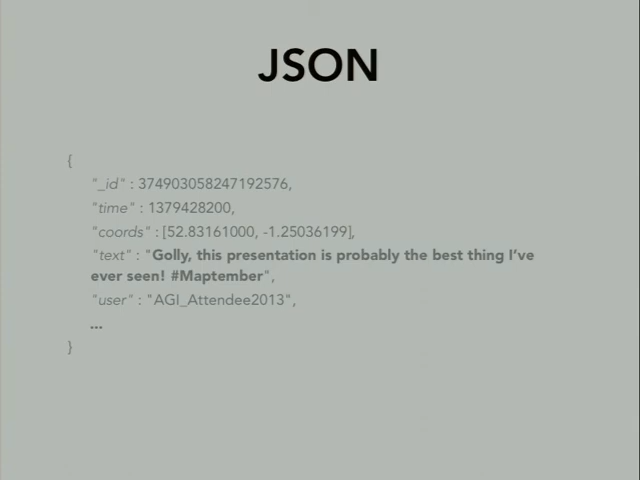 JSON
{
"_id" : 374903058247192576,
"time" : 1379428200,
"coords" : [52.83161000, -1.25036199],
"text" : "Golly, this presentation is probably the best thing I've
ever seen! #Maptember",
"user" : "AGI_Attendee2013",
...
}